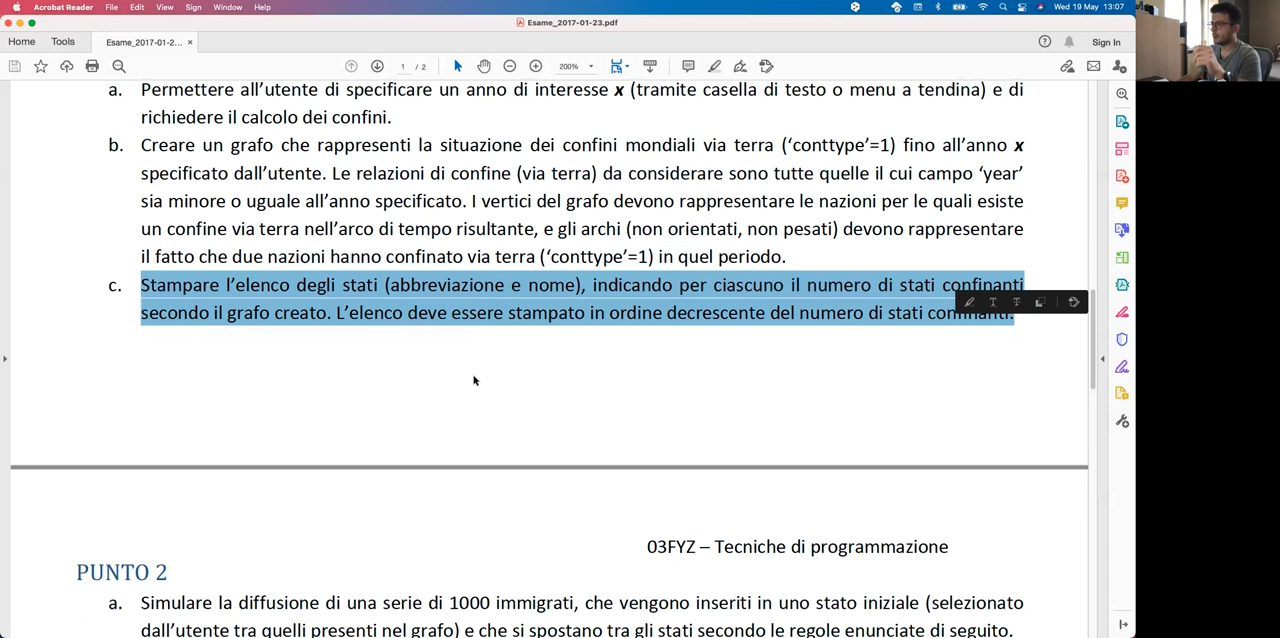 Acrobat Reader File Edit View Sign Window Help Wed 19 May 13:07
Esame_2017-01-23.pdf
Home Tools Esame_2017-01-2... × Sign In
1 / 2 200%
a. Permettere all’utente di specificare un anno di interesse x (tramite casella di testo o menu a tendina) e di
richiedere il calcolo dei confini.
b. Creare un grafo che rappresenti la situazione dei confini mondiali via terra (‘conttype’=1) fino all’anno x
specificato dall’utente. Le relazioni di confine (via terra) da considerare sono tutte quelle il cui campo ‘year’
sia minore o uguale all’anno specificato. I vertici del grafo devono rappresentare le nazioni per le quali esiste
un confine via terra nell’arco di tempo risultante, e gli archi (non orientati, non pesati) devono rappresentare
il fatto che due nazioni hanno confinato via terra (‘conttype’=1) in quel periodo.
c. Stampare l’elenco degli stati (abbreviazione e nome), indicando per ciascuno il numero di stati confinanti
secondo il grafo creato. L’elenco deve essere stampato in ordine decrescente del numero di stati confinanti.
03FYZ – Tecniche di programmazione
PUNTO 2
a. Simulare la diffusione di una serie di 1000 immigrati, che vengono inseriti in uno stato iniziale (selezionato
dall’utente tra quelli presenti nel grafo) e che si spostano tra gli stati secondo le regole enunciate di seguito.